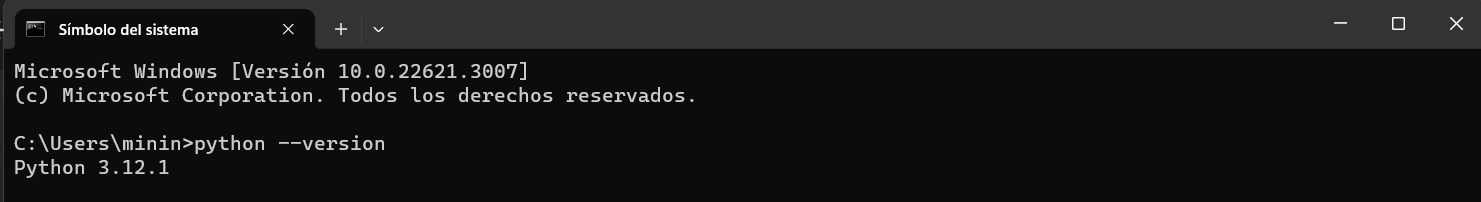 Símbolo del sistema
Microsoft Windows [Versión 10.0.22621.3007]
(c) Microsoft Corporation. Todos los derechos reservados.
C:\Users\minin>python --version
Python 3.12.1